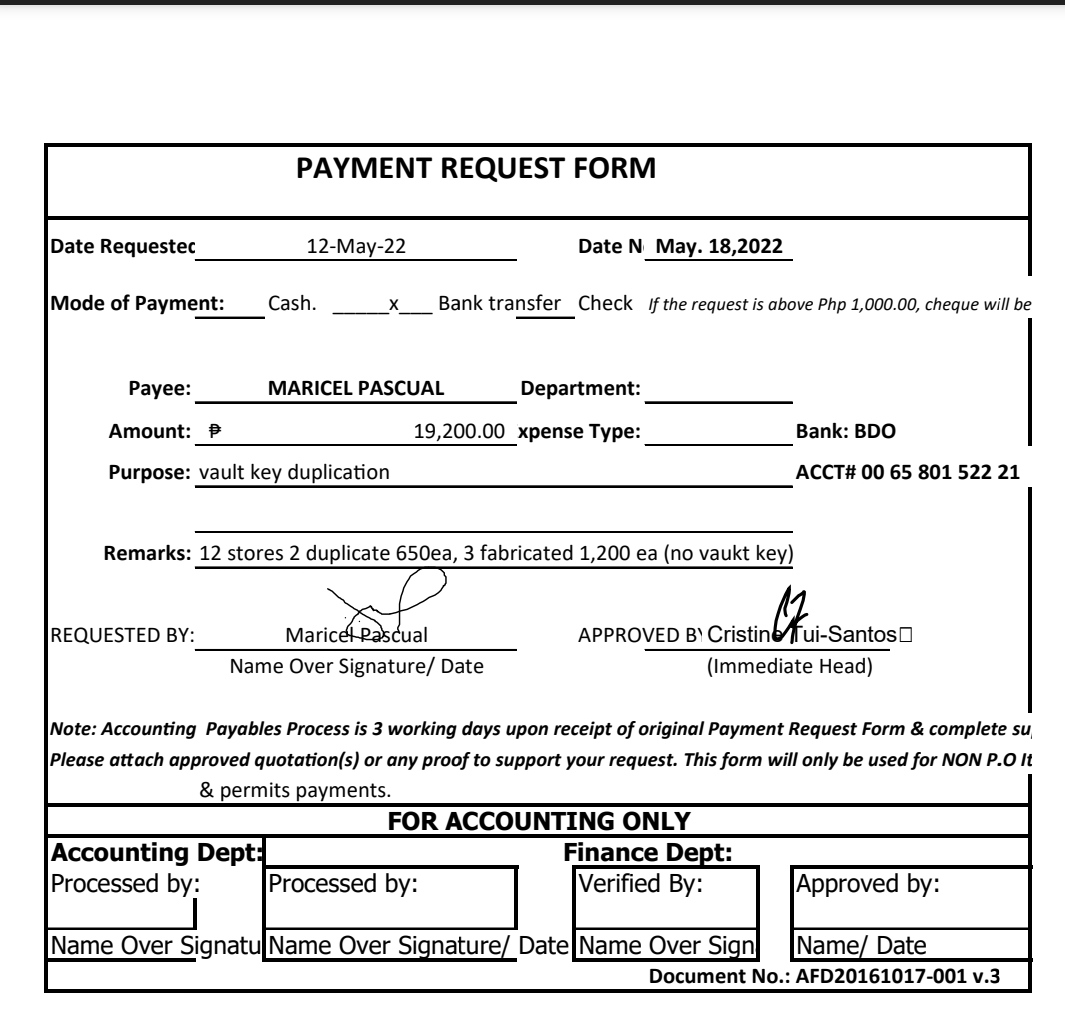 PAYMENT REQUEST FORM
Date Requested 12-May-22 Date N May. 18,2022
Mode of Payment: Cash. _____x___ Bank transfer Check If the request is above Php 1,000.00, cheque will be
Payee: MARICEL PASCUAL Department:
Amount: ₱ 19,200.00 xpense Type: Bank: BDO
Purpose: vault key duplication ACCT# 00 65 801 522 21
Remarks: 12 stores 2 duplicate 650ea, 3 fabricated 1,200 ea (no vaukt key)
REQUESTED BY: Maricel Pascual APPROVED BY Cristine Tui-Santos
Name Over Signature/ Date (Immediate Head)
Note: Accounting Payables Process is 3 working days upon receipt of original Payment Request Form & complete su
Please attach approved quotation(s) or any proof to support your request. This form will only be used for NON P.O It
& permits payments.
FOR ACCOUNTING ONLY
Accounting Dept: Finance Dept:
Processed by: Processed by: Verified By: Approved by:
Name Over Signatu Name Over Signature/ Date Name Over Sign Name/ Date
Document No.: AFD20161017-001 v.3